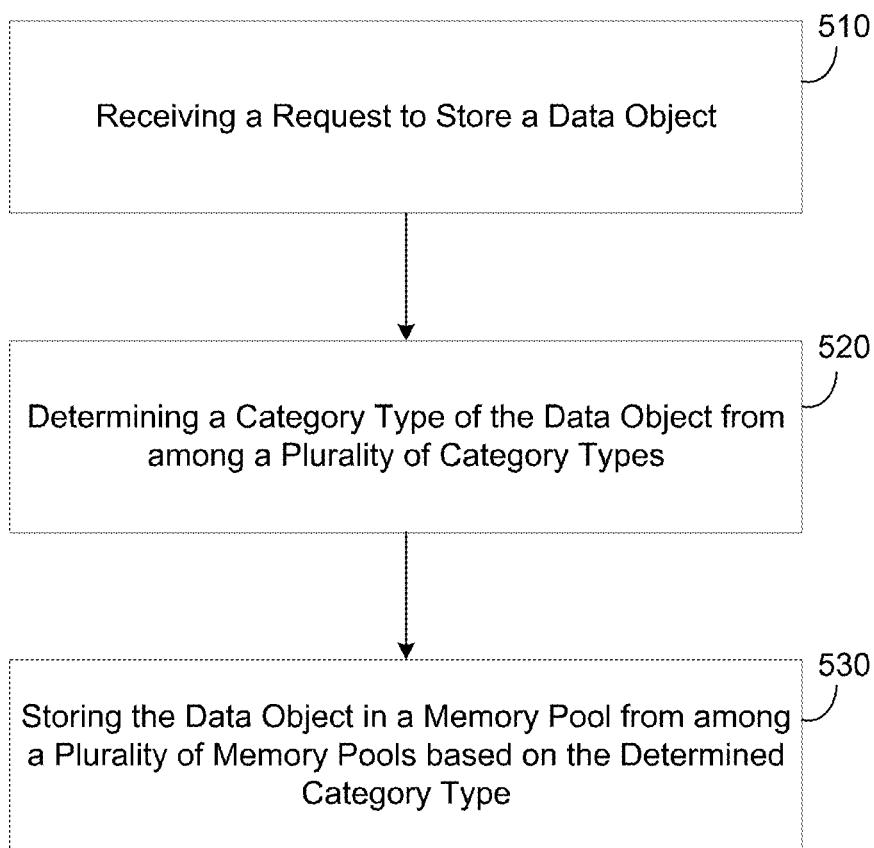 510
Receiving a Request to Store a Data Object
520
Determining a Category Type of the Data Object from
among a Plurality of Category Types
530
Storing the Data Object in a Memory Pool from among
a Plurality of Memory Pools based on the Determined
Category Type